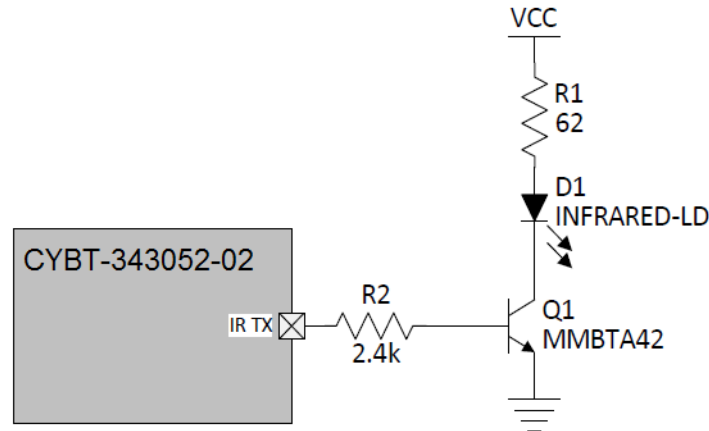 VCC
R1
62
D1
INFRARED-LD
CYBT-343052-02
IR TX
R2
2.4k
Q1
MMBTA42